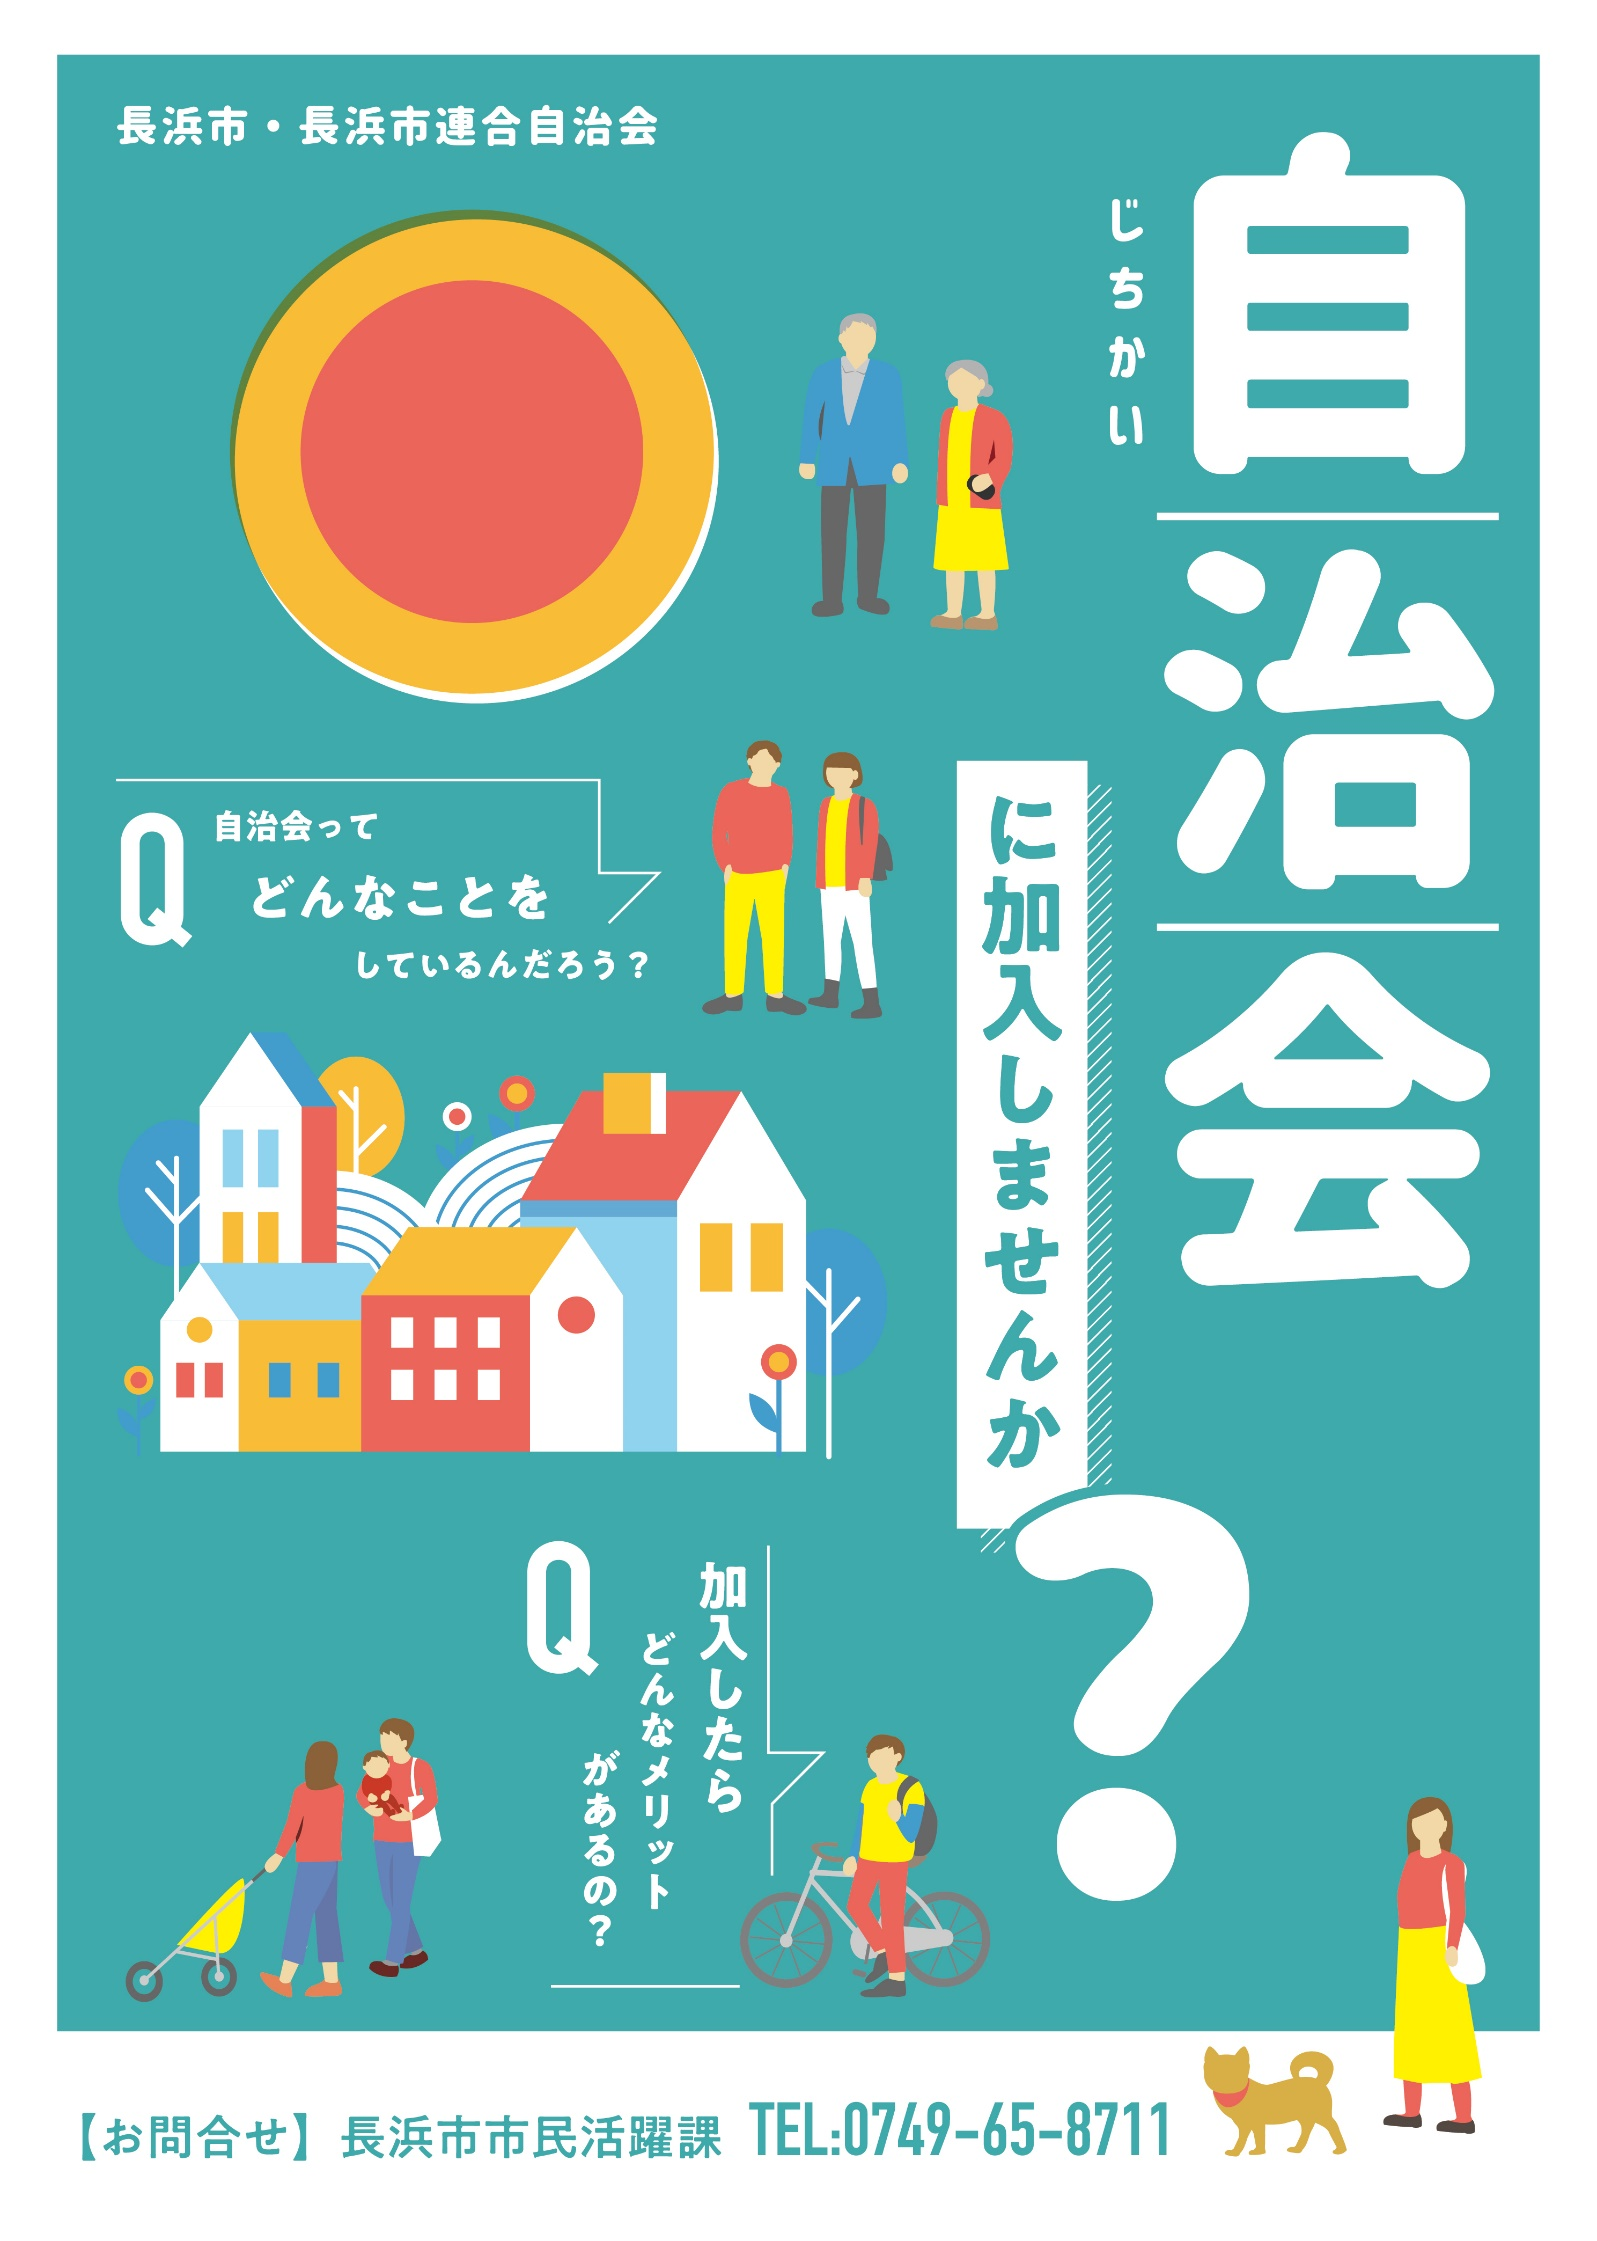 長浜市・長浜市連合自治会
自治会
じちかい
に加入しませんか
？
Q
自治会って
どんなことを
しているんだろう？
Q
加入したら
どんなメリット
があるの？
【お問合せ】長浜市市民活躍課 TEL:0749-65-8711